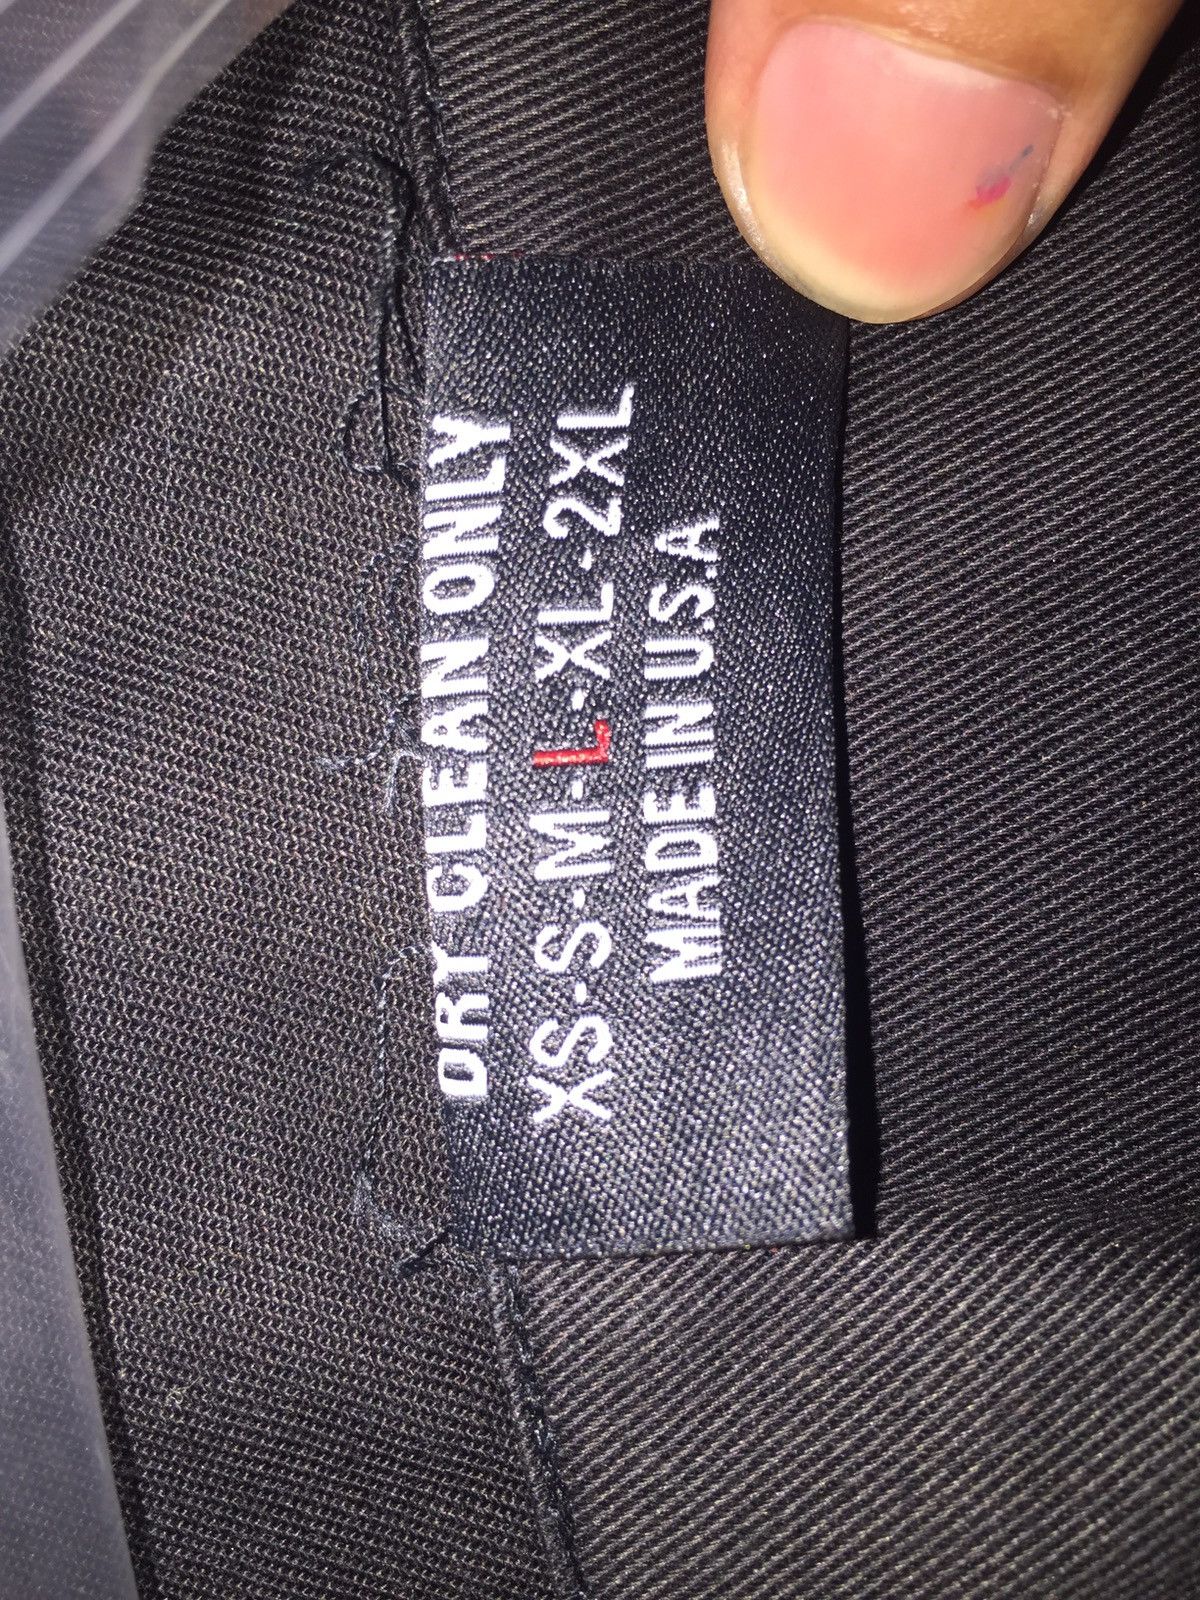 DRY CLEAN ONLY
XS-S-M-L-XL-2XL
MADE IN U.S.A